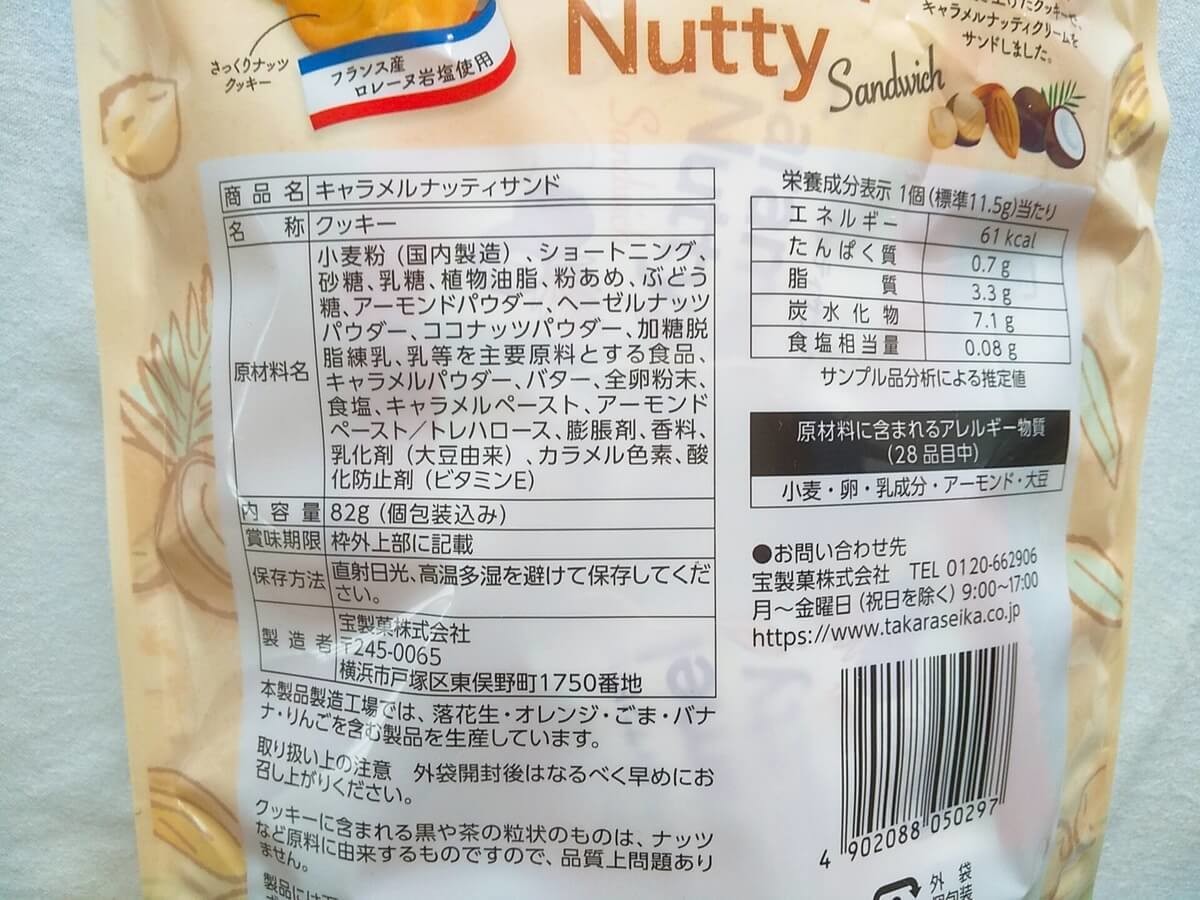 さっくりナッツ
クッキー
フランス産
ロレーヌ岩塩使用
Nutty
Sandwich
キャラメルナッティクリームを
サンドしました。
商品名 キャラメルナッティサンド
名称 クッキー
原材料名
小麦粉（国内製造）、ショートニング、
砂糖、乳糖、植物油脂、粉あめ、ぶどう
糖、アーモンドパウダー、ヘーゼルナッツ
パウダー、ココナッツパウダー、加糖脱
脂練乳、乳等を主要原料とする食品、
キャラメルパウダー、バター、全卵粉末、
食塩、キャラメルペースト、アーモンド
ペースト／トレハロース、膨脹剤、香料、
乳化剤（大豆由来）、カラメル色素、酸
化防止剤（ビタミンE）
内容量 82g（個包装込み）
賞味期限 枠外上部に記載
保存方法 直射日光、高温多湿を避けて保存してくだ
さい。
製造者
宝製菓株式会社
〒245-0065
横浜市戸塚区東俣野町1750番地
本製品製造工場では、落花生・オレンジ・ごま・バナ
ナ・りんごを含む製品を生産しています。
取り扱い上の注意　外袋開封後はなるべく早めにお
召し上がりください。
クッキーに含まれる黒や茶の粒状のものは、ナッツ
など原料に由来するものですので、品質上問題あり
ません。
栄養成分表示 1個（標準11.5g）当たり
エネルギー 61 kcal
たんぱく質 0.7 g
脂質 3.3 g
炭水化物 7.1 g
食塩相当量 0.08 g
サンプル品分析による推定値
原材料に含まれるアレルギー物質
（28品目中）
小麦・卵・乳成分・アーモンド・大豆
●お問い合わせ先
宝製菓株式会社 TEL 0120-662906
月～金曜日（祝日を除く）9:00～17:00
https://www.takaraseika.co.jp
4 902088 050297
外袋